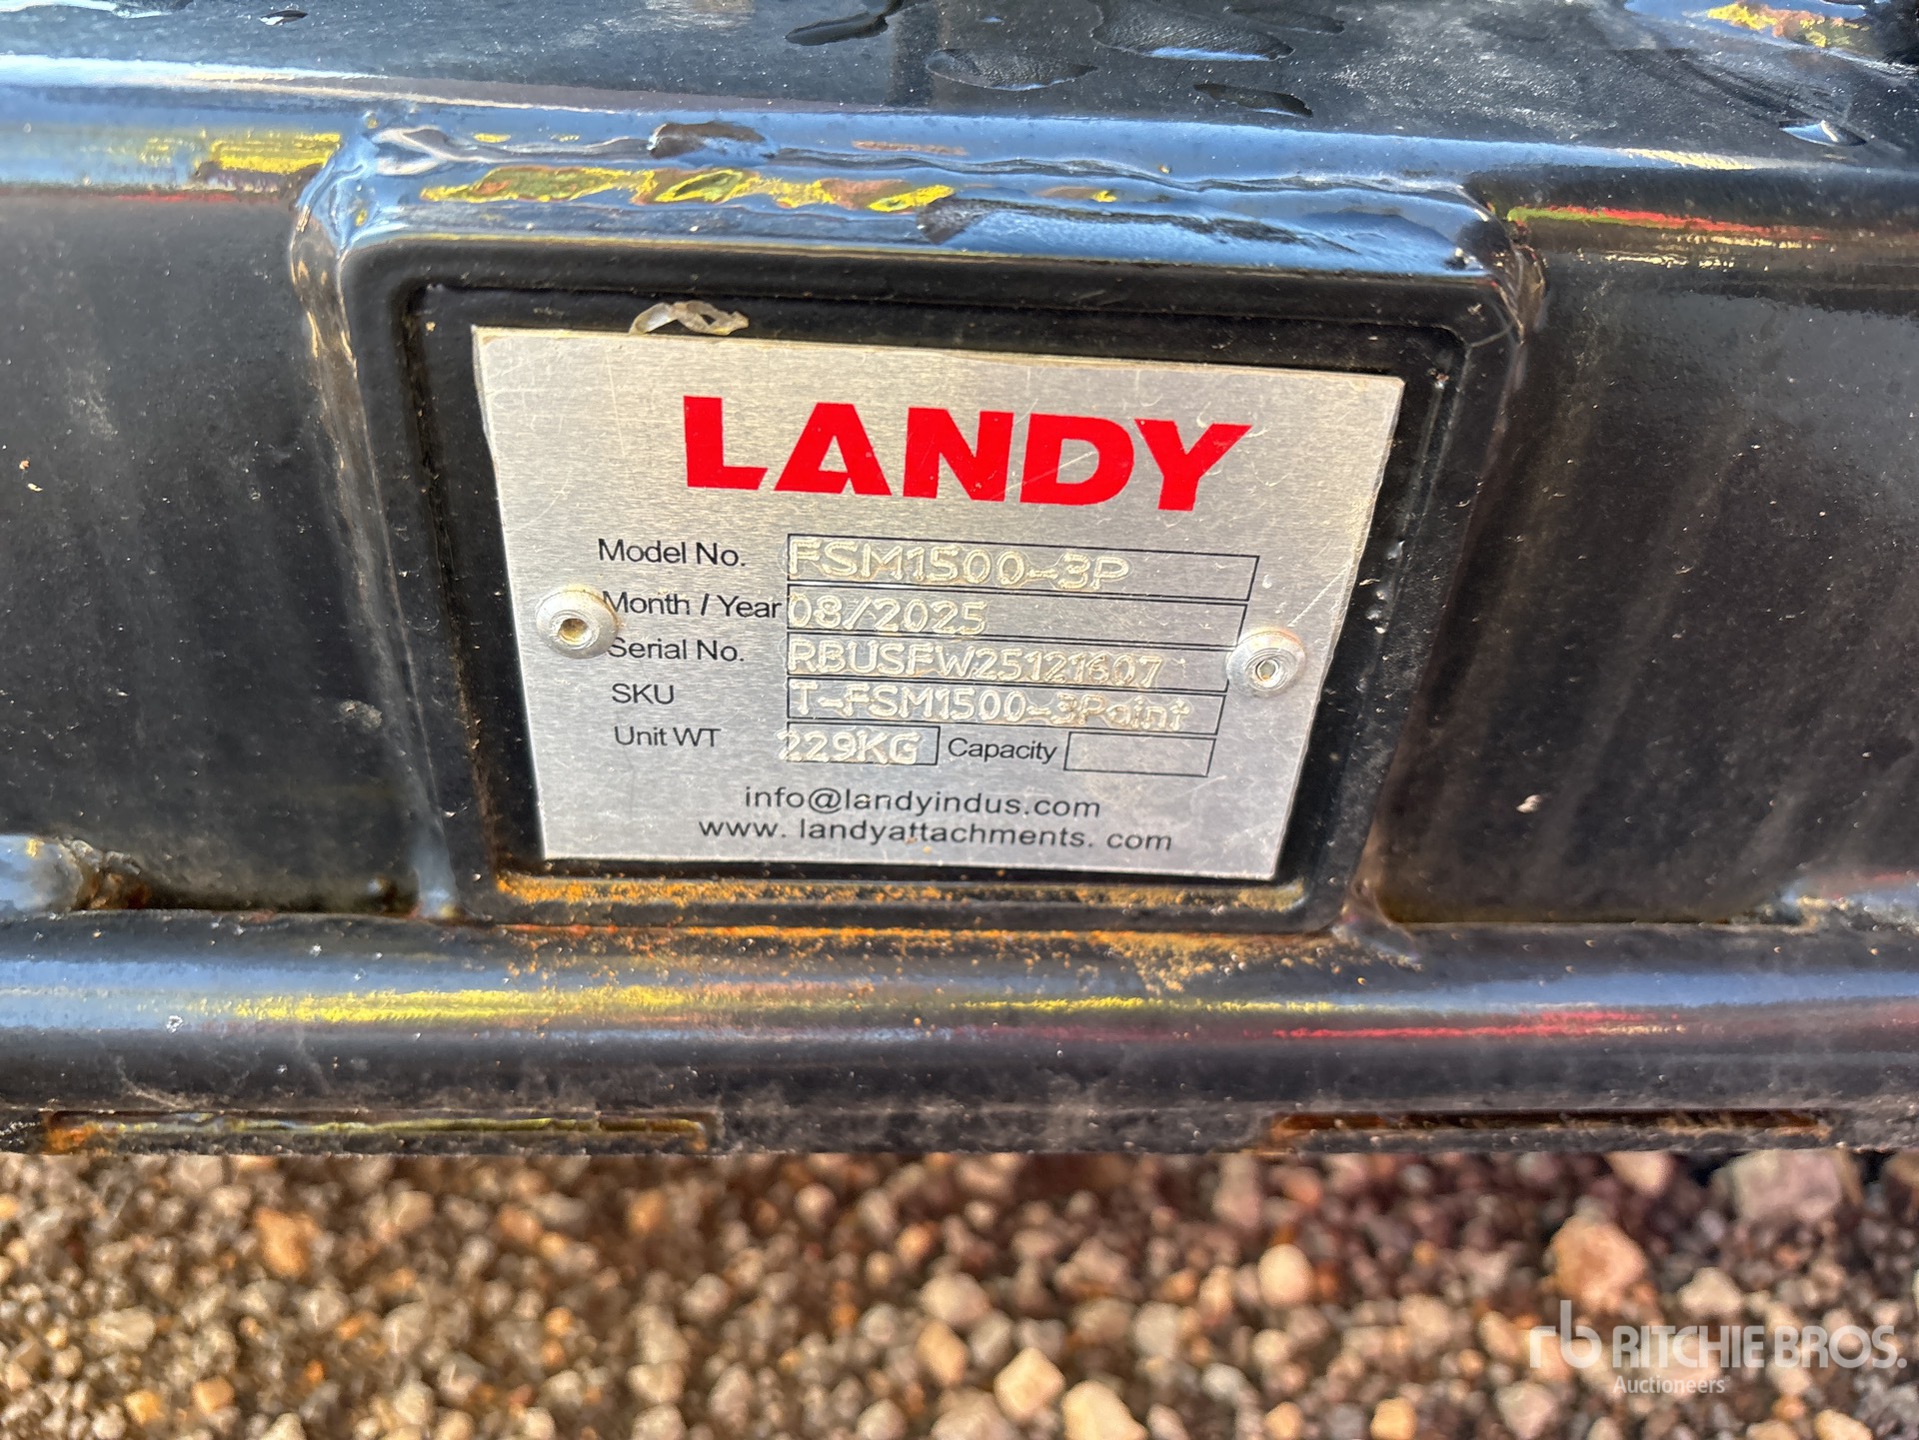 LANDY
Model No. FSM1500-3P
Month / Year 08/2025
Serial No. RBUSFW25121607
SKU T-FSM1500-3Point
Unit WT 229KG Capacity
info@landyindus.com
www. landyattachments. com
rb RITCHIE BROS.
Auctioneers